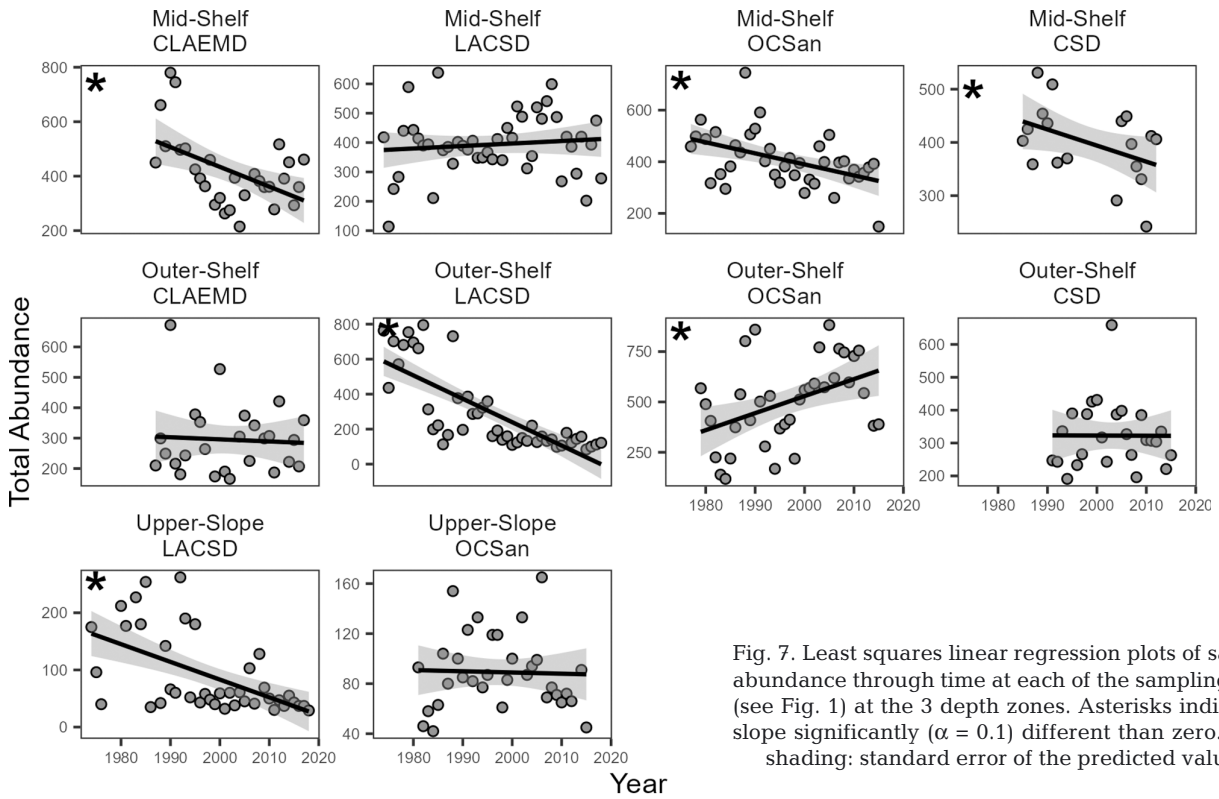 Mid-Shelf CLAEMD
Mid-Shelf LACSD
Mid-Shelf OCSan
Mid-Shelf CSD
*
*
*
800
600
400
200
600
500
400
300
200
100
600
400
200
500
400
300
Outer-Shelf CLAEMD
Outer-Shelf LACSD
Outer-Shelf OCSan
Outer-Shelf CSD
*
*
600
500
400
300
200
800
600
400
200
0
750
500
250
600
500
400
300
200
1980 1990 2000 2010 2020
1980 1990 2000 2010 2020
Total Abundance
Upper-Slope LACSD
Upper-Slope OCSan
*
200
100
0
160
120
80
40
1980 1990 2000 2010 2020
1980 1990 2000 2010 2020
Year
Fig. 7. Least squares linear regression plots of
abundance through time at each of the sampling
(see Fig. 1) at the 3 depth zones. Asterisks
slope significantly (α = 0.1) different than zero.
shading: standard error of the predicted